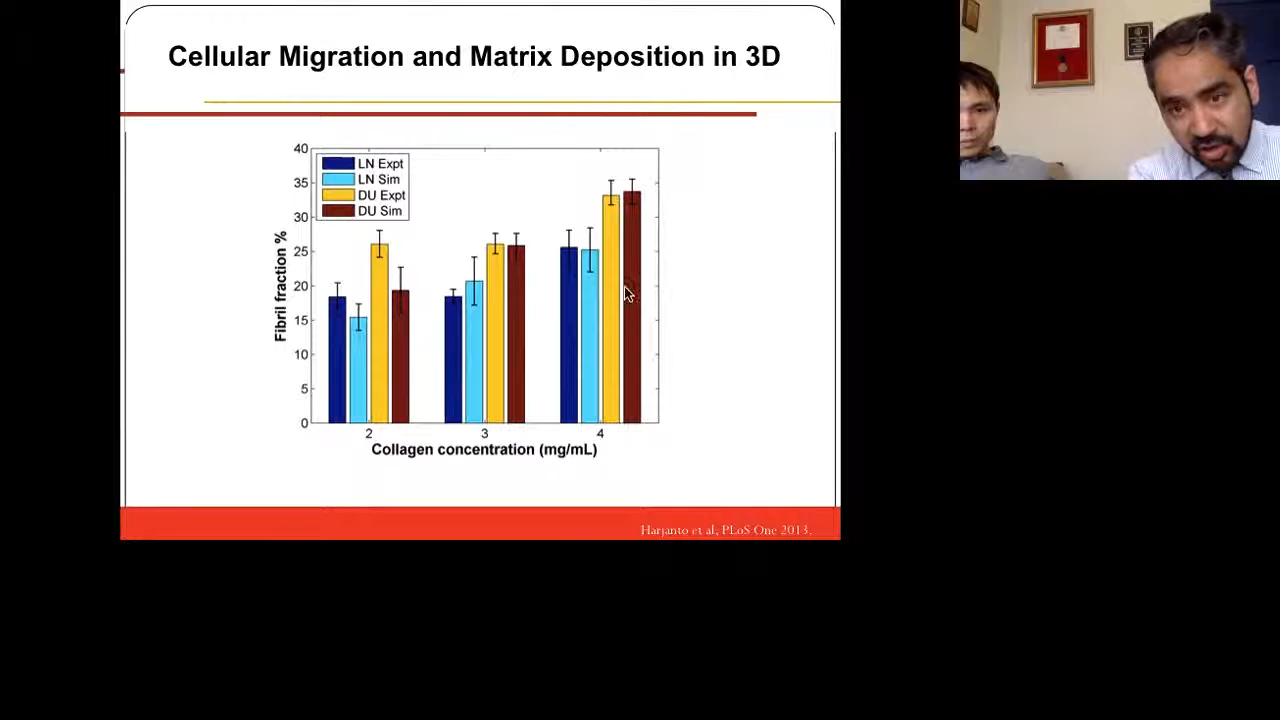 Cellular Migration and Matrix Deposition in 3D
40
35
30
25
20
15
10
5
0
Fibril fraction %
LN Expt
LN Sim
DU Expt
DU Sim
2
3
4
Collagen concentration (mg/mL)
Harjanto et al, PLoS One 2013.